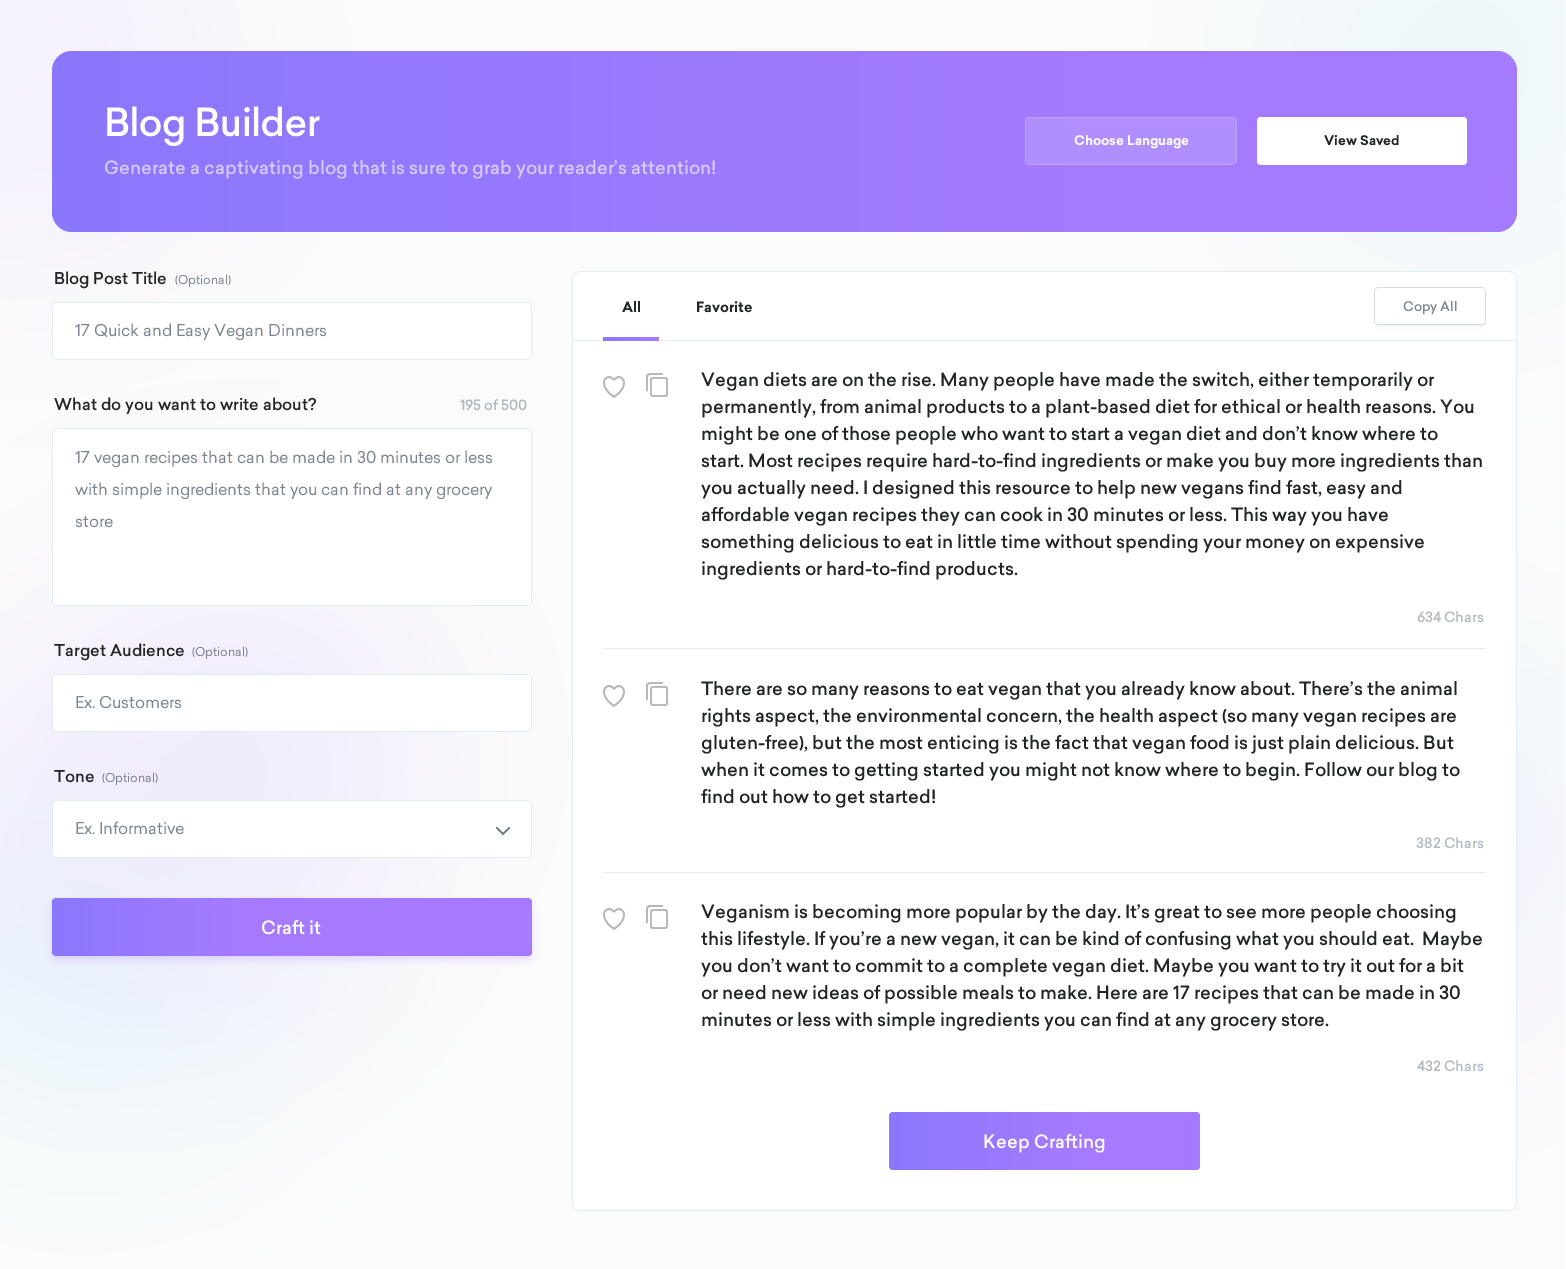 Blog Builder
Generate a captivating blog that is sure to grab your reader's attention!
Choose Language
View Saved
Blog Post Title (Optional)
17 Quick and Easy Vegan Dinners
What do you want to write about?
195 of 500
17 vegan recipes that can be made in 30 minutes or less
with simple ingredients that you can find at any grocery
store
Target Audience (Optional)
Ex. Customers
Tone (Optional)
Ex. Informative
Craft it
All
Favorite
Copy All
Vegan diets are on the rise. Many people have made the switch, either temporarily or
permanently, from animal products to a plant-based diet for ethical or health reasons. You
might be one of those people who want to start a vegan diet and don't know where to
start. Most recipes require hard-to-find ingredients or make you buy more ingredients than
you actually need. I designed this resource to help new vegans find fast, easy and
affordable vegan recipes they can cook in 30 minutes or less. This way you have
something delicious to eat in little time without spending your money on expensive
ingredients or hard-to-find products.
634 Chars
There are so many reasons to eat vegan that you already know about. There's the animal
rights aspect, the environmental concern, the health aspect (so many vegan recipes are
gluten-free), but the most enticing is the fact that vegan food is just plain delicious. But
when it comes to getting started you might not know where to begin. Follow our blog to
find out how to get started!
382 Chars
Veganism is becoming more popular by the day. It's great to see more people choosing
this lifestyle. If you're a new vegan, it can be kind of confusing what you should eat.  Maybe
you don't want to commit to a complete vegan diet. Maybe you want to try it out for a bit
or need new ideas of possible meals to make. Here are 17 recipes that can be made in 30
minutes or less with simple ingredients you can find at any grocery store.
432 Chars
Keep Crafting